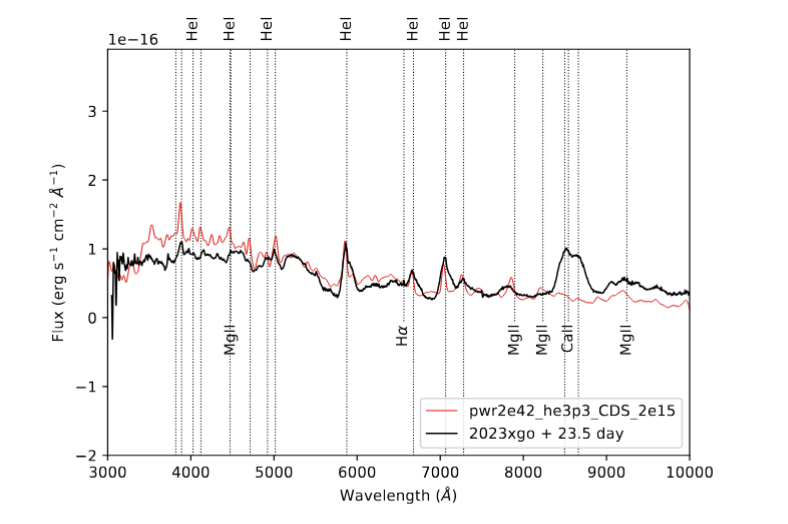 HeI HeI HeI HeI HeI HeI HeI
1e−16
3
2
1
0
−1
−2
Flux (erg s⁻¹ cm⁻² Å⁻¹)
MgII Hα MgII MgII CaII MgII
pwr2e42_he3p3_CDS_2e15
2023xgo + 23.5 day
3000 4000 5000 6000 7000 8000 9000 10000
Wavelength (Å)